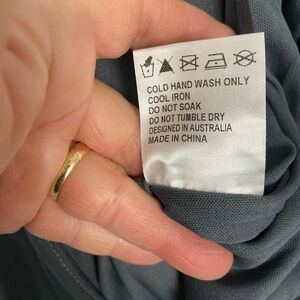 COLD HAND WASH ONLY
COOL IRON
DO NOT SOAK
DO NOT TUMBLE DRY
DESIGNED IN AUSTRALIA
MADE IN CHINA